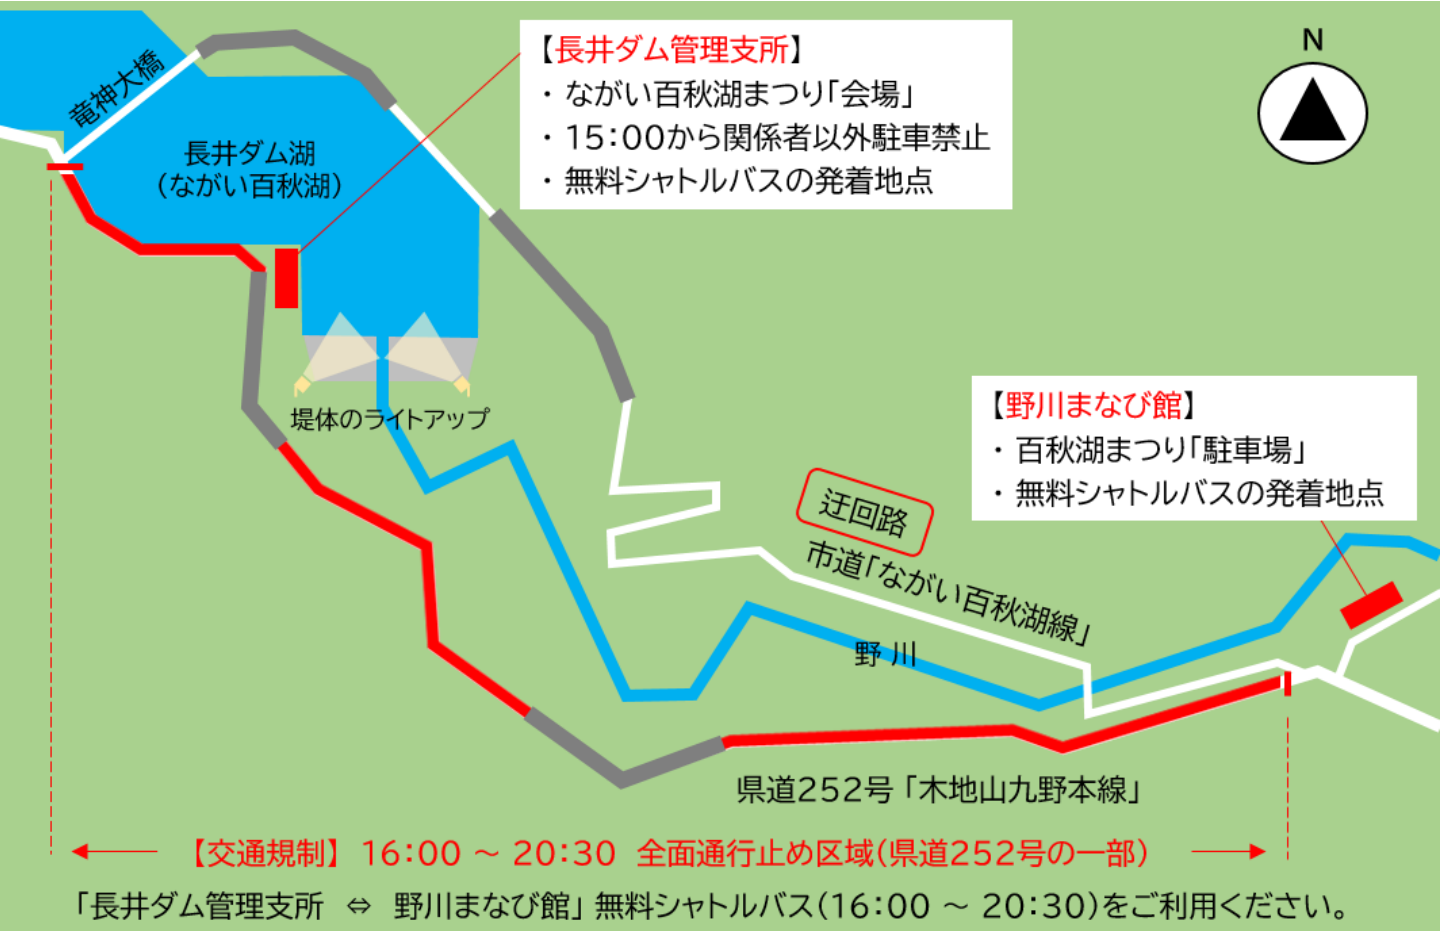 【長井ダム管理支所】
・ながい百秋湖まつり「会場」
・15：00から関係者以外駐車禁止
・無料シャトルバスの発着地点
N
竜神大橋
長井ダム湖
（ながい百秋湖）
堤体のライトアップ
【野川まなび館】
・百秋湖まつり「駐車場」
・無料シャトルバスの発着地点
迂回路
市道「ながい百秋湖線」
野 川
県道252号「木地山九野本線」
【交通規制】 16：00 ～ 20：30 全面通行止め区域（県道252号の一部）
「長井ダム管理支所 ⇔ 野川まなび館」無料シャトルバス（16：00 ～ 20：30）をご利用ください。